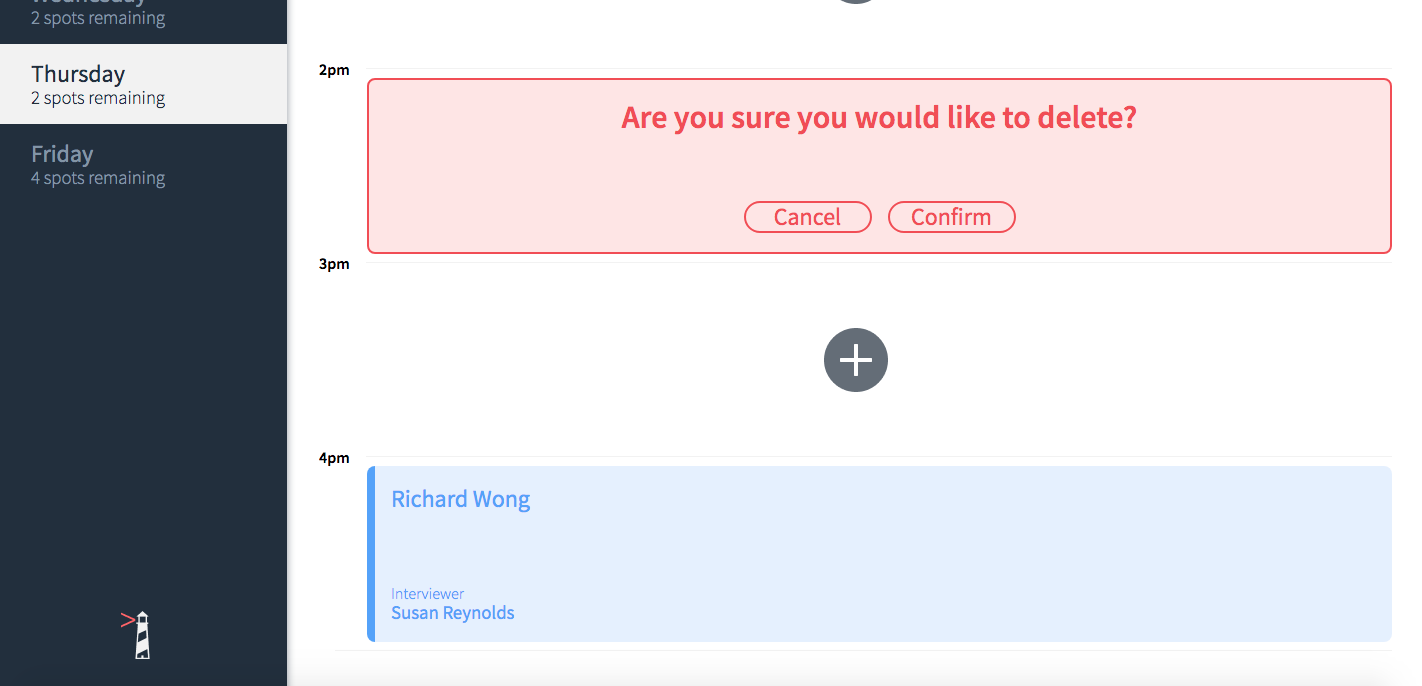 Wednesday
2 spots remaining
Thursday
2 spots remaining
Friday
4 spots remaining
2pm
Are you sure you would like to delete?
Cancel Confirm
3pm
4pm
Richard Wong
Interviewer
Susan Reynolds